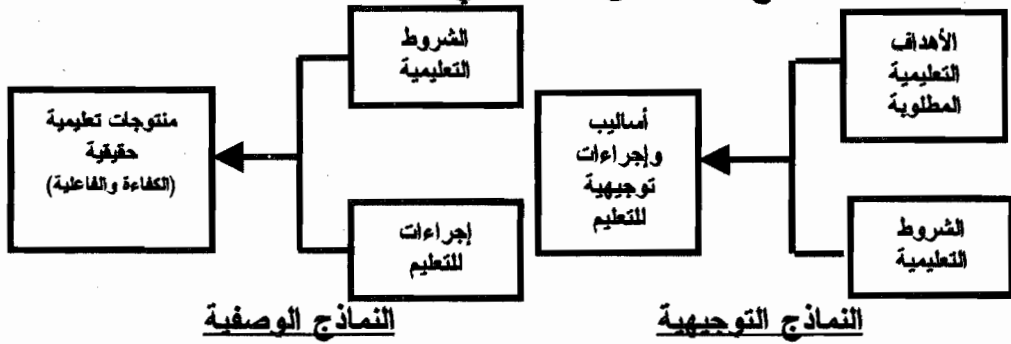 الأهداف
التعليمية
المطلوبة
الشروط
التعليمية
أساليب
وإجراءات
توجيهية
للتعليم
الشروط
التعليمية
إجراءات
للتعليم
منتوجات تعليمية
حقيقية
(الكفاءة والفاعلية)
النماذج التوجيهية
النماذج الوصفية